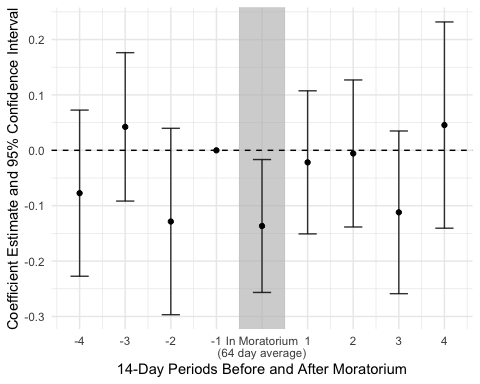 Coefficient Estimate and 95% Confidence Interval
0.2
0.1
0.0
-0.1
-0.2
-0.3
-4 -3 -2 -1 In Moratorium 1 2 3 4
(64 day average)
14-Day Periods Before and After Moratorium